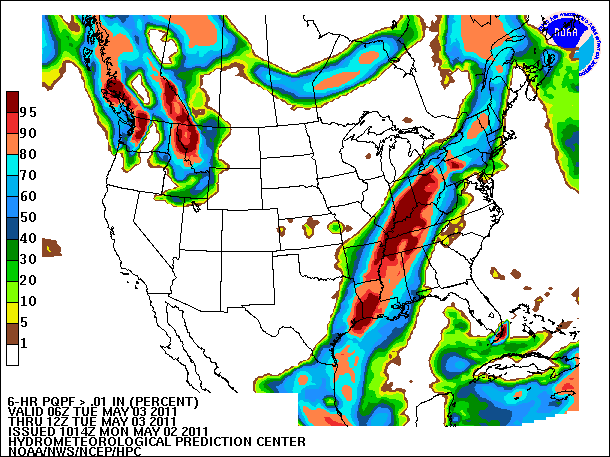 NOAA
95
90
80
70
60
50
40
30
20
10
5
1
6-HR PQPF > .01 IN (PERCENT)
VALID 06Z TUE MAY 03 2011
THRU 12Z TUE MAY 03 2011
ISSUED 1014Z MON MAY 02 2011
HYDROMETEOROLOGICAL PREDICTION CENTER
NOAA/NWS/NCEP/HPC